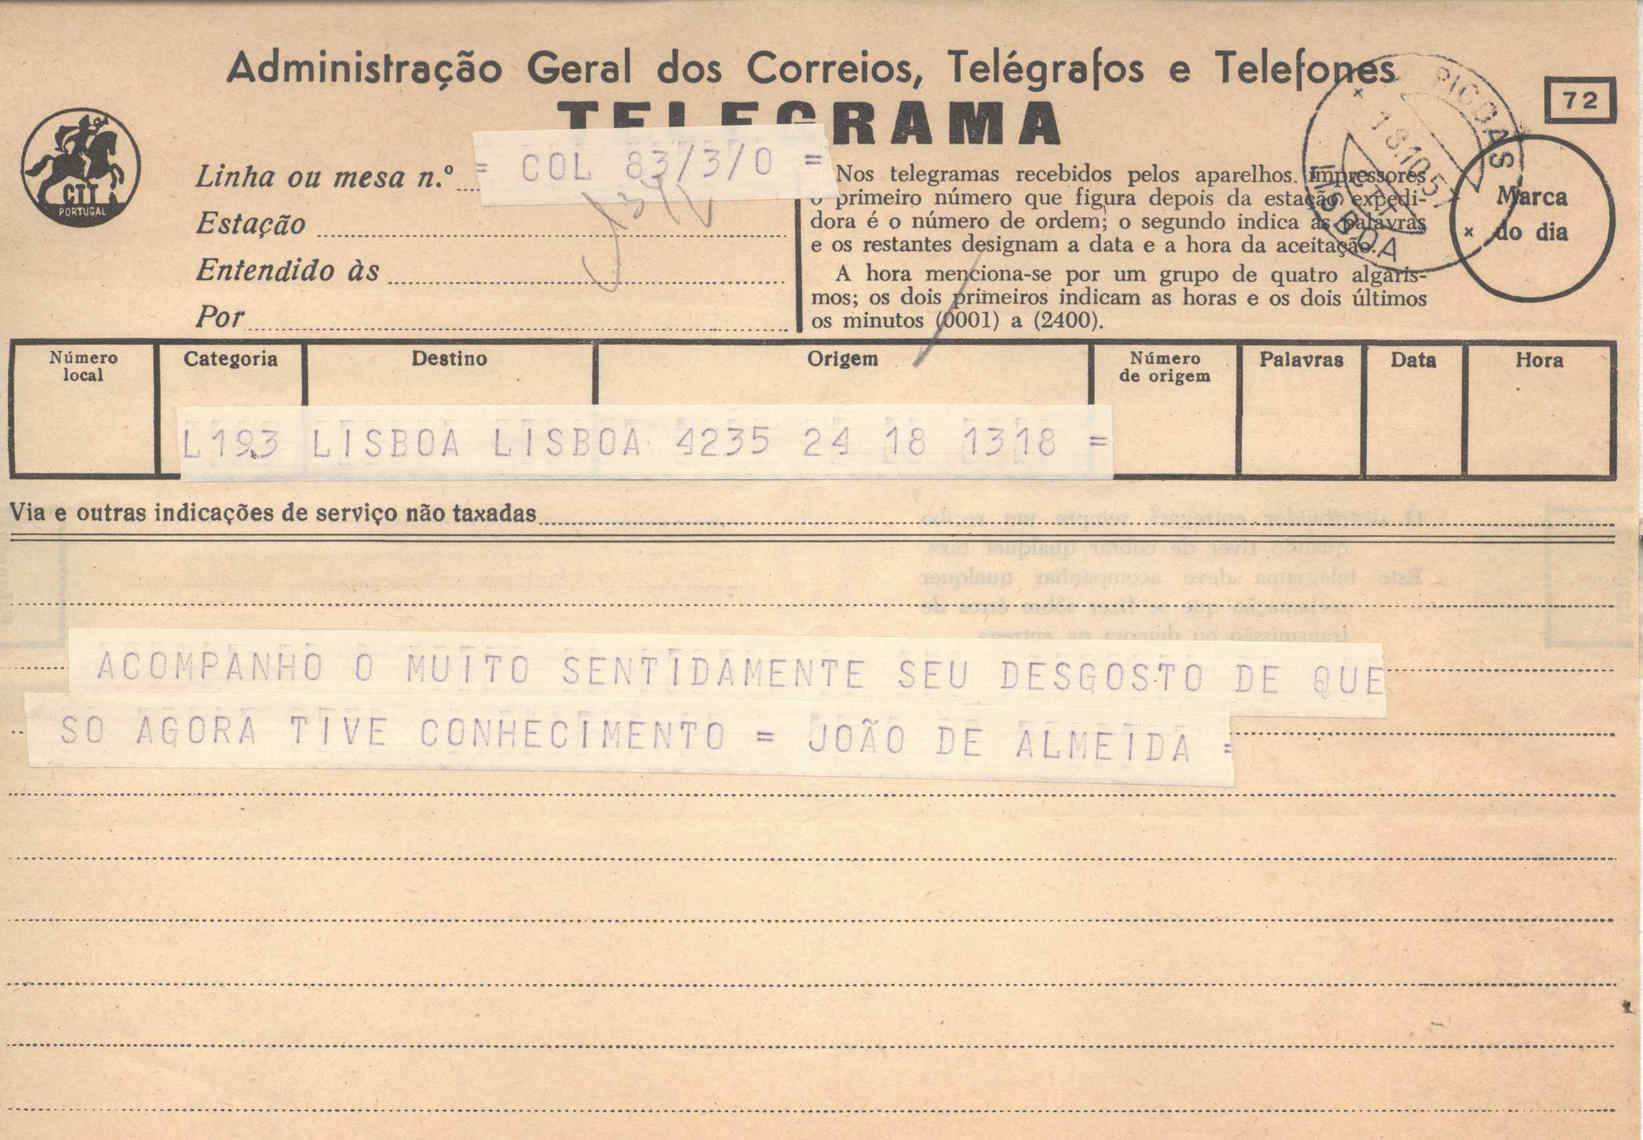 Administração Geral dos Correios, Telégrafos e Telefones
TELEGRAMA
72
CTT
PORTUGAL
Linha ou mesa n.º
= COL 83/3/0 =
Estação
Entendido às
Por
Nos telegramas recebidos pelos aparelhos Impressores
o primeiro número que figura depois da estação expedi-
dora é o número de ordem; o segundo indica as palavras
e os restantes designam a data e a hora da aceitação.
A hora menciona-se por um grupo de quatro algaris-
mos; os dois primeiros indicam as horas e os dois últimos
os minutos (0001) a (2400).
PICOAS
18.10.51
CTF
LISBOA
Marca
do dia
Número
local
Categoria
Destino
Origem
Número
de origem
Palavras
Data
Hora
L193 LISBOA LISBOA 4235 24 18 1318 =
Via e outras indicações de serviço não taxadas
ACOMPANHO O MUITO SENTIDAMENTE SEU DESGOSTO DE QUE
SO AGORA TIVE CONHECIMENTO = JOÃO DE ALMEIDA =